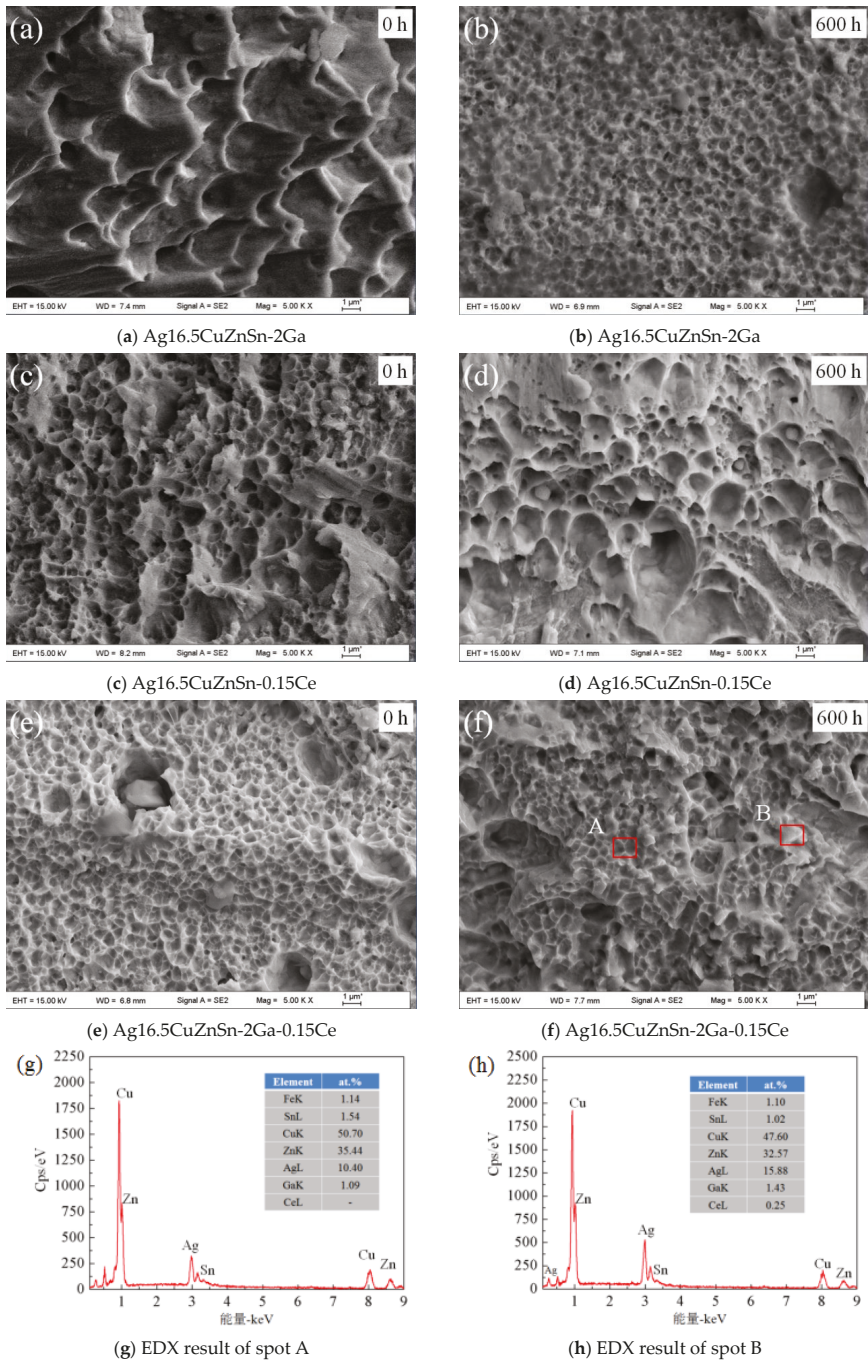 (a) 0 h
EHT = 15.00 kV WD = 7.4 mm Signal A = SE2 Mag = 5.00 K X 1 µm
(a) Ag16.5CuZnSn-2Ga
(b) 600 h
EHT = 15.00 kV WD = 6.9 mm Signal A = SE2 Mag = 5.00 K X 1 µm
(b) Ag16.5CuZnSn-2Ga
(c) 0 h
EHT = 15.00 kV WD = 8.2 mm Signal A = SE2 Mag = 5.00 K X 1 µm
(c) Ag16.5CuZnSn-0.15Ce
(d) 600 h
EHT = 15.00 kV WD = 7.1 mm Signal A = SE2 Mag = 5.00 K X 1 µm
(d) Ag16.5CuZnSn-0.15Ce
(e) 0 h
EHT = 15.00 kV WD = 6.8 mm Signal A = SE2 Mag = 5.00 K X 1 µm
(e) Ag16.5CuZnSn-2Ga-0.15Ce
(f) 600 h
A B
EHT = 15.00 kV WD = 7.7 mm Signal A = SE2 Mag = 5.00 K X 1 µm
(f) Ag16.5CuZnSn-2Ga-0.15Ce
(g)
Cps/eV
2250
2000
1750
1500
1250
1000
750
500
250
0
Cu
Zn
Ag
Sn
Cu
Zn
Element at.%
FeK 1.14
SnL 1.54
CuK 50.70
ZnK 35.44
AgL 10.40
GaK 1.09
CeL -
1 2 3 4 5 6 7 8 9
能量-keV
(g) EDX result of spot A
(h)
Cps/eV
2500
2250
2000
1750
1500
1250
1000
750
500
250
0
Cu
Zn
Ag
Ag
Sn
Cu
Zn
Element at.%
FeK 1.10
SnL 1.02
CuK 47.60
ZnK 32.57
AgL 15.88
GaK 1.43
CeL 0.25
1 2 3 4 5 6 7 8 9
能量-keV
(h) EDX result of spot B